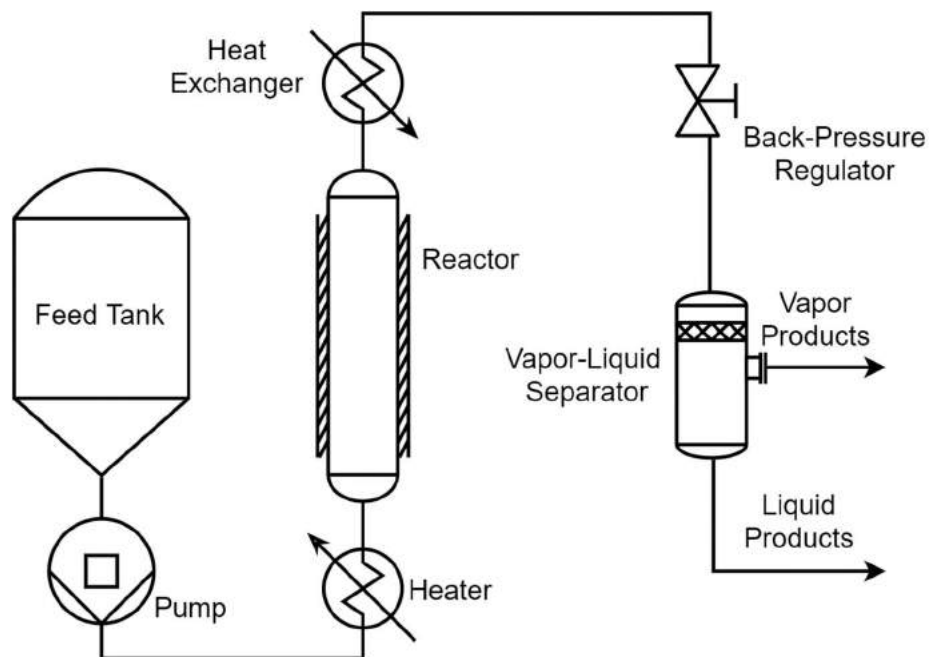 Heat
Exchanger
Back-Pressure
Regulator
Reactor
Feed Tank
Vapor
Products
Vapor-Liquid
Separator
Liquid
Products
Heater
Pump